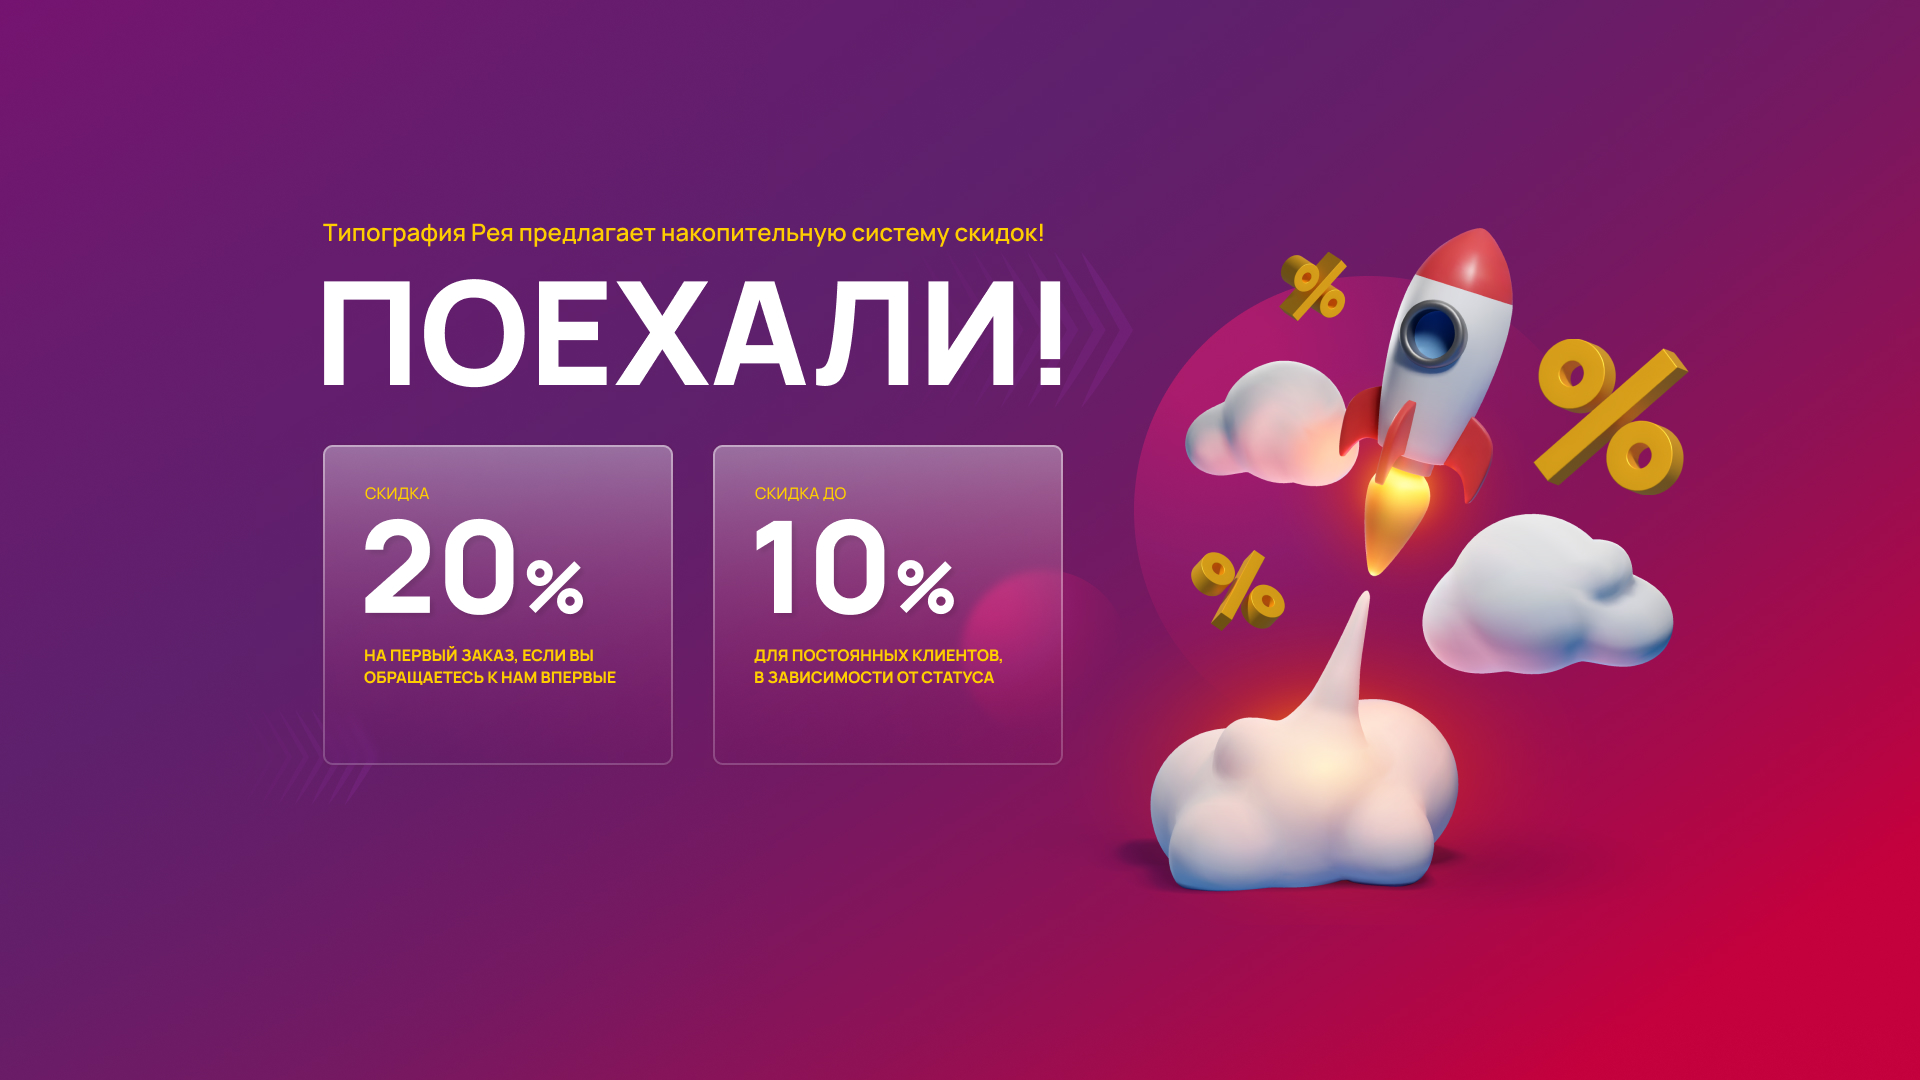 Типография Рея предлагает накопительную систему скидок!
ПОЕХАЛИ!
СКИДКА
20%
НА ПЕРВЫЙ ЗАКАЗ, ЕСЛИ ВЫ
ОБРАЩАЕТЕСЬ К НАМ ВПЕРВЫЕ
СКИДКА ДО
10%
ДЛЯ ПОСТОЯННЫХ КЛИЕНТОВ,
В ЗАВИСИМОСТИ ОТ СТАТУСА
%
%
%